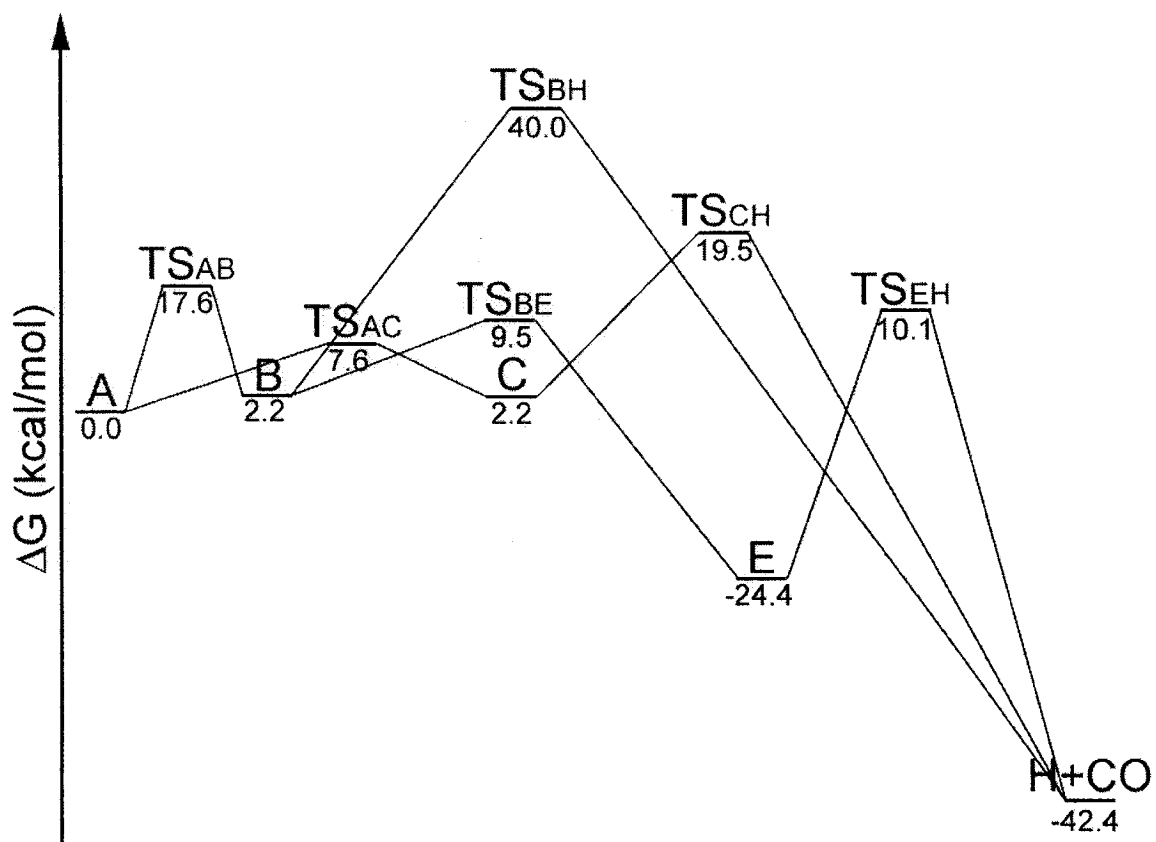 TSBH
40.0
TSCH
19.5
TSAB
17.6
TSBE
9.5
TSEH
10.1
TSAC
7.6
A
0.0
B
2.2
C
2.2
E
-24.4
H+CO
-42.4
ΔG (kcal/mol)